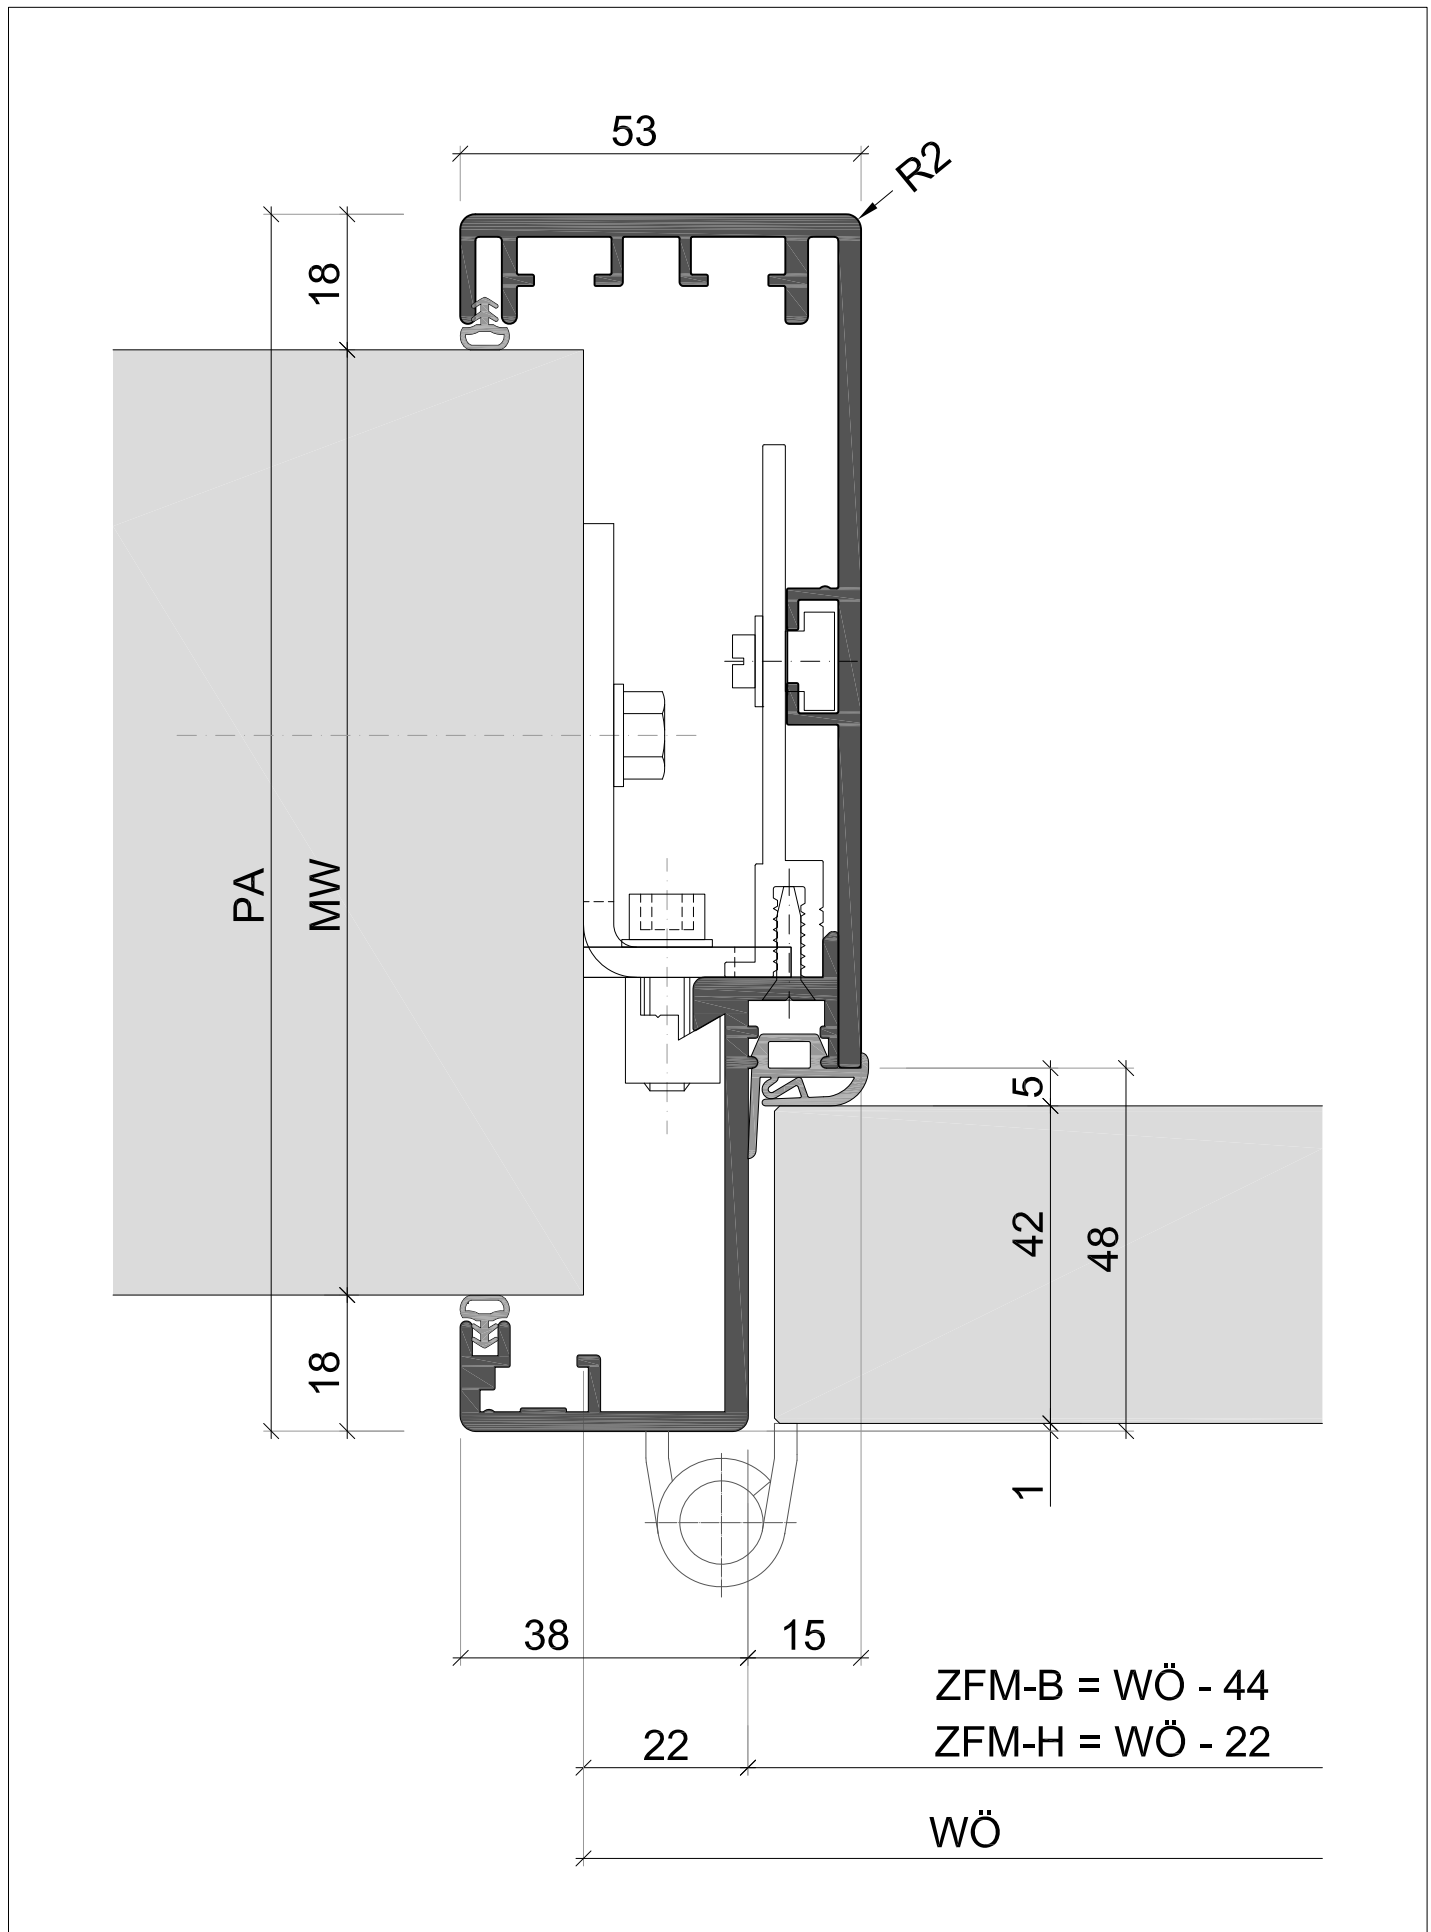 53
R2
18
PA
MW
5
42
48
18
1
38
15
ZFM-B = WÖ - 44
22
ZFM-H = WÖ - 22
WÖ